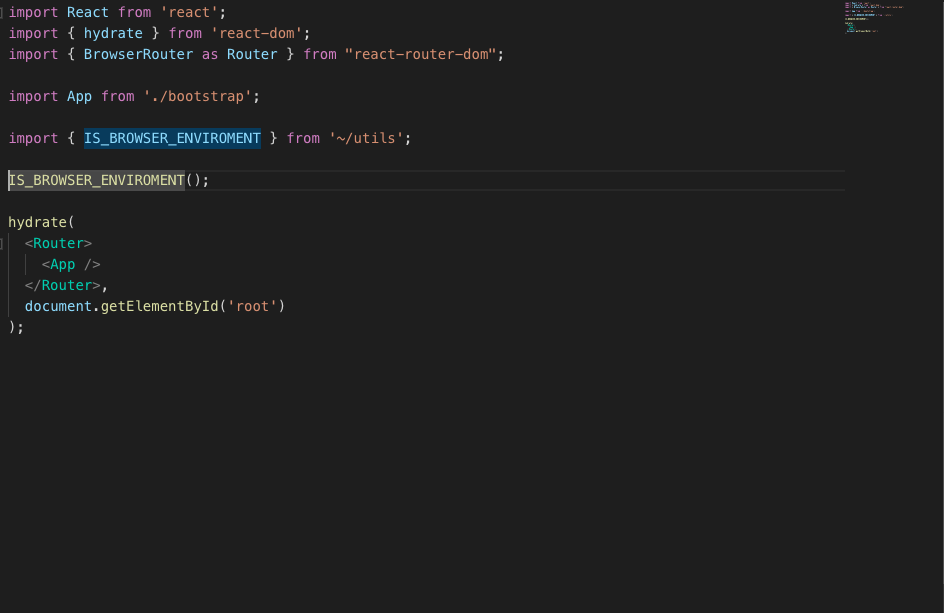 import React from 'react';
import { hydrate } from 'react-dom';
import { BrowserRouter as Router } from "react-router-dom";
import App from './bootstrap';
import { IS_BROWSER_ENVIROMENT } from '~/utils';
IS_BROWSER_ENVIROMENT();
hydrate(
<Router>
<App />
</Router>,
document.getElementById('root')
);